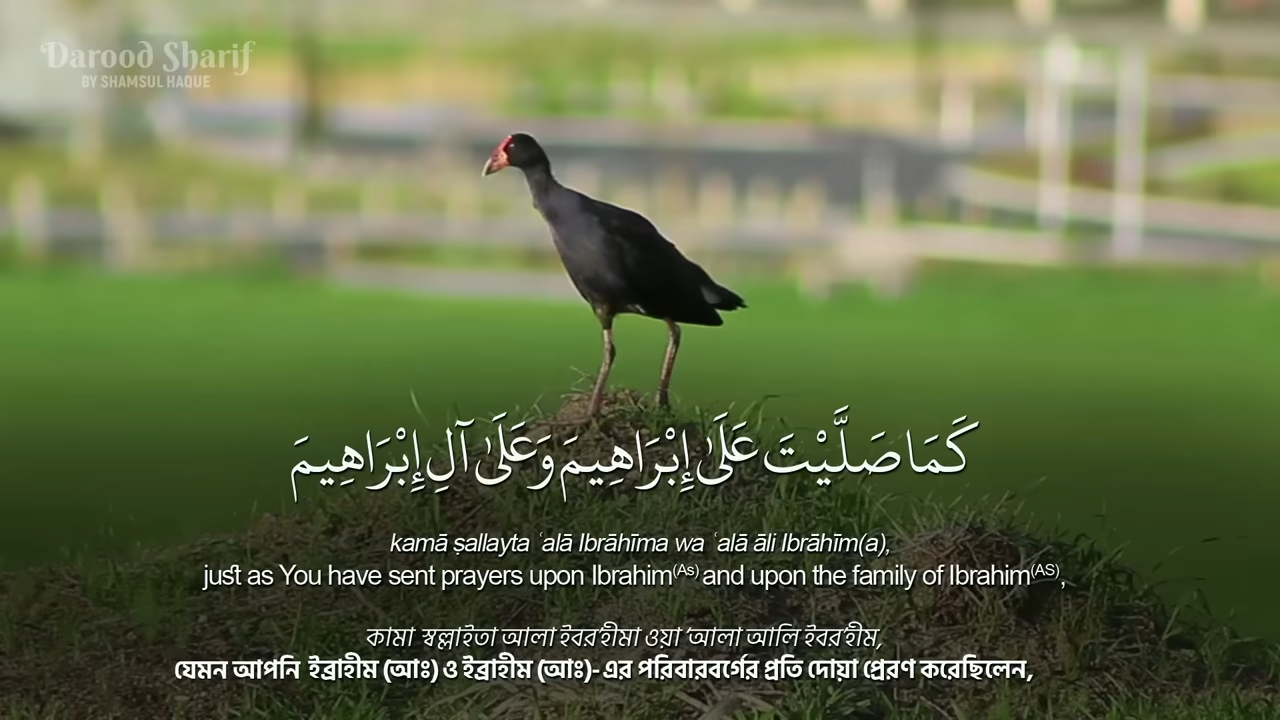 Darood Sharif
BY SHAMSUL HAQUE
كَمَا صَلَّيْتَ عَلَىٰ إِبْرَاهِيمَ وَعَلَىٰ آلِ إِبْرَاهِيمَ
kamā ṣallayta ʿalā Ibrāhīma wa ʿalā āli Ibrāhīm(a),
just as You have sent prayers upon Ibrahim(As) and upon the family of Ibrahim(AS),
কামা স্বল্লাইতা আলা ইবর'হীমা ওয়া 'আলা আলি ইবর'হীম,
যেমন আপনি ইব্রাহীম (আঃ) ও ইব্রাহীম (আঃ)- এর পরিবারবর্গের প্রতি দোয়া প্রেরণ করেছিলেন,